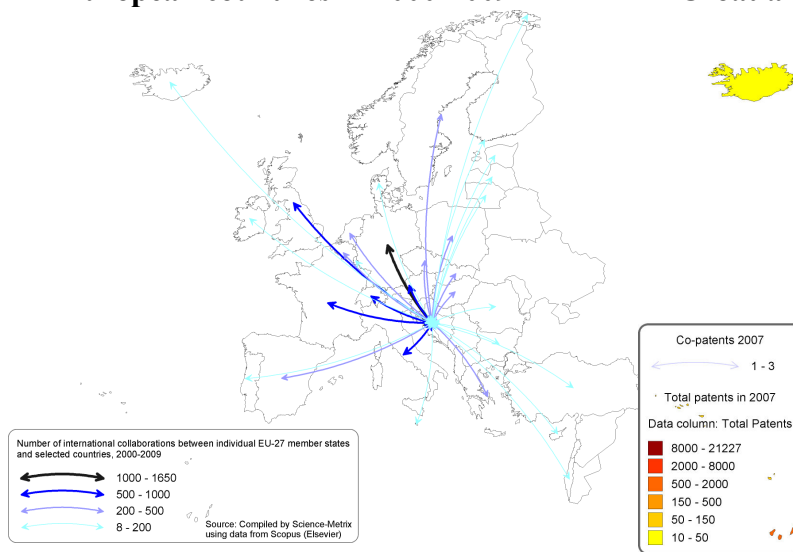 Number of international collaborations between individual EU-27 member states
and selected countries, 2000-2009
1000 - 1650
500 - 1000
200 - 500
8 - 200
Source: Compiled by Science-Metrix
using data from Scopus (Elsevier)
Co-patents 2007
1 - 3
Total patents in 2007
Data column: Total Patents
8000 - 21227
2000 - 8000
500 - 2000
150 - 500
50 - 150
10 - 50